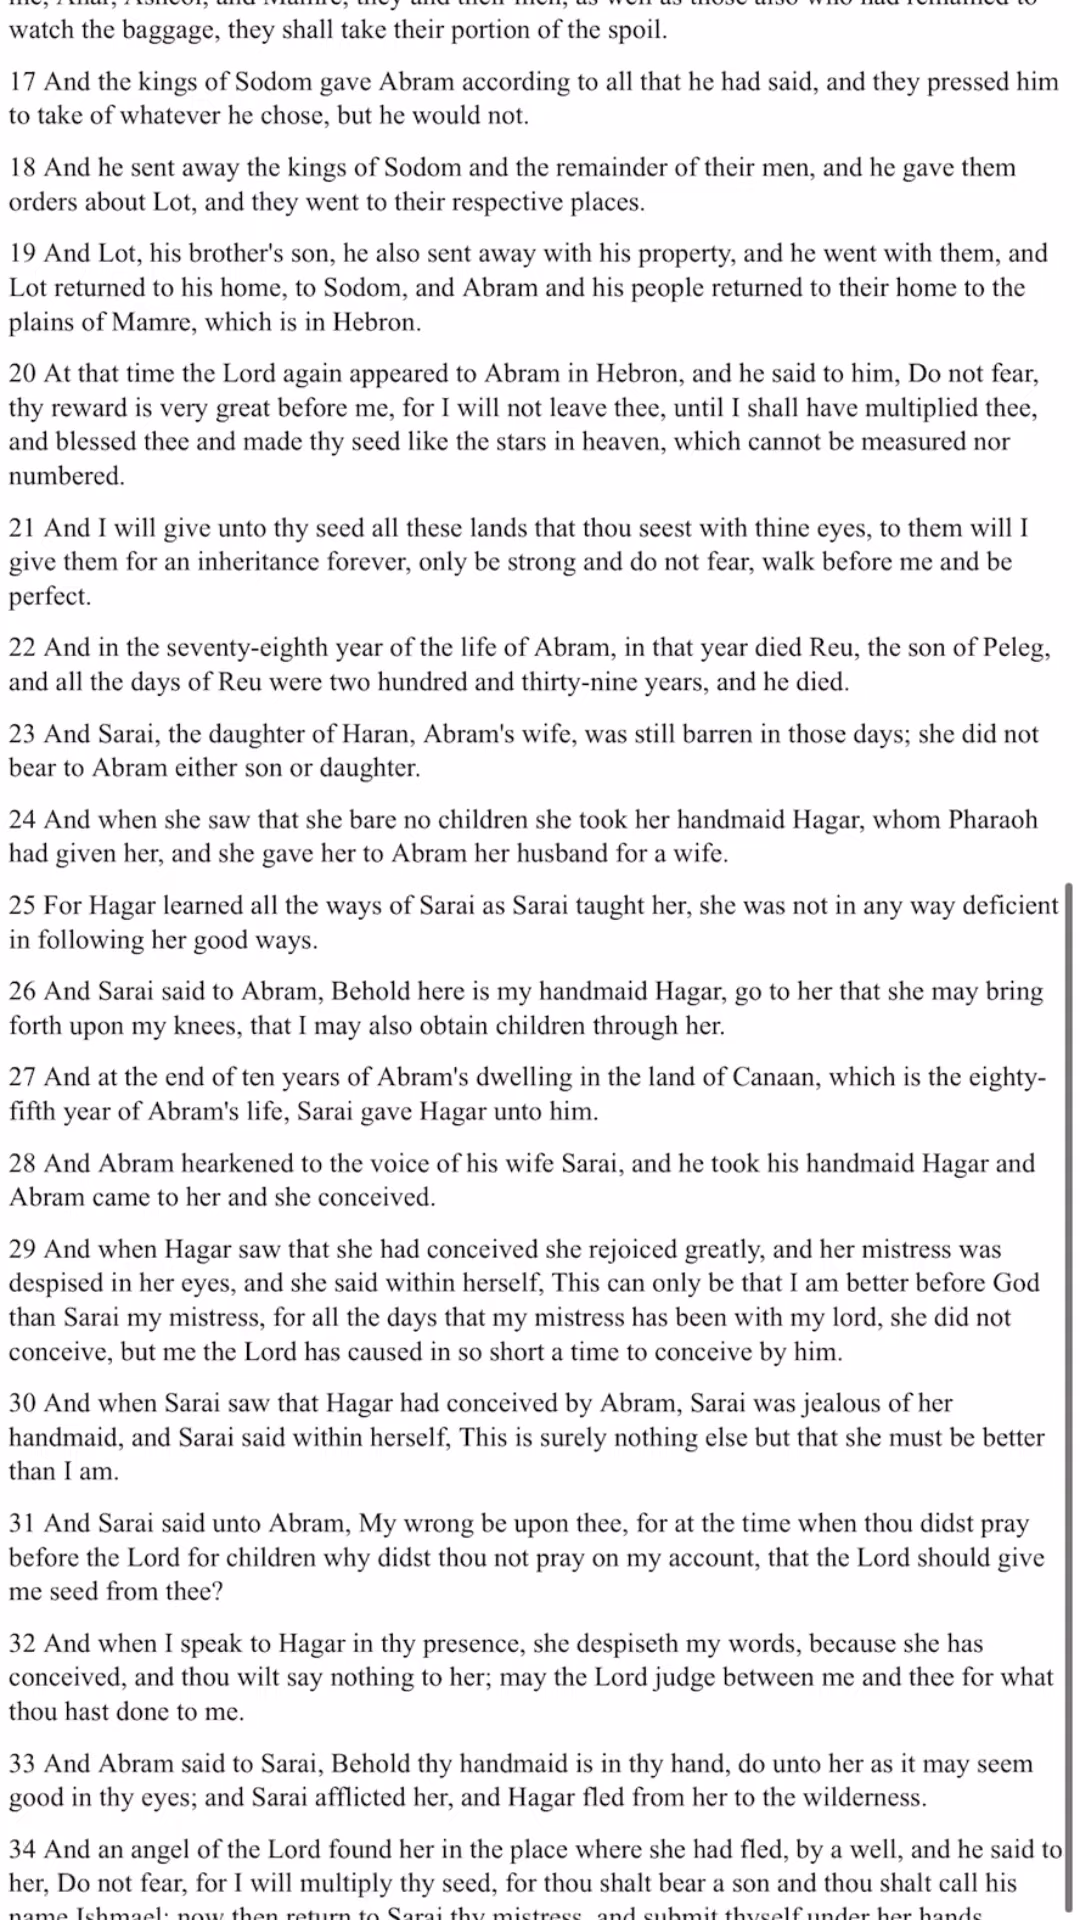 me, Anar, Ashcol, and Mamre, they and their men, as well as those also who had remained to
watch the baggage, they shall take their portion of the spoil.
17 And the kings of Sodom gave Abram according to all that he had said, and they pressed him
to take of whatever he chose, but he would not.
18 And he sent away the kings of Sodom and the remainder of their men, and he gave them
orders about Lot, and they went to their respective places.
19 And Lot, his brother's son, he also sent away with his property, and he went with them, and
Lot returned to his home, to Sodom, and Abram and his people returned to their home to the
plains of Mamre, which is in Hebron.
20 At that time the Lord again appeared to Abram in Hebron, and he said to him, Do not fear,
thy reward is very great before me, for I will not leave thee, until I shall have multiplied thee,
and blessed thee and made thy seed like the stars in heaven, which cannot be measured nor
numbered.
21 And I will give unto thy seed all these lands that thou seest with thine eyes, to them will I
give them for an inheritance forever, only be strong and do not fear, walk before me and be
perfect.
22 And in the seventy-eighth year of the life of Abram, in that year died Reu, the son of Peleg,
and all the days of Reu were two hundred and thirty-nine years, and he died.
23 And Sarai, the daughter of Haran, Abram's wife, was still barren in those days; she did not
bear to Abram either son or daughter.
24 And when she saw that she bare no children she took her handmaid Hagar, whom Pharaoh
had given her, and she gave her to Abram her husband for a wife.
25 For Hagar learned all the ways of Sarai as Sarai taught her, she was not in any way deficient
in following her good ways.
26 And Sarai said to Abram, Behold here is my handmaid Hagar, go to her that she may bring
forth upon my knees, that I may also obtain children through her.
27 And at the end of ten years of Abram's dwelling in the land of Canaan, which is the eighty-
fifth year of Abram's life, Sarai gave Hagar unto him.
28 And Abram hearkened to the voice of his wife Sarai, and he took his handmaid Hagar and
Abram came to her and she conceived.
29 And when Hagar saw that she had conceived she rejoiced greatly, and her mistress was
despised in her eyes, and she said within herself, This can only be that I am better before God
than Sarai my mistress, for all the days that my mistress has been with my lord, she did not
conceive, but me the Lord has caused in so short a time to conceive by him.
30 And when Sarai saw that Hagar had conceived by Abram, Sarai was jealous of her
handmaid, and Sarai said within herself, This is surely nothing else but that she must be better
than I am.
31 And Sarai said unto Abram, My wrong be upon thee, for at the time when thou didst pray
before the Lord for children why didst thou not pray on my account, that the Lord should give
me seed from thee?
32 And when I speak to Hagar in thy presence, she despiseth my words, because she has
conceived, and thou wilt say nothing to her; may the Lord judge between me and thee for what
thou hast done to me.
33 And Abram said to Sarai, Behold thy handmaid is in thy hand, do unto her as it may seem
good in thy eyes; and Sarai afflicted her, and Hagar fled from her to the wilderness.
34 And an angel of the Lord found her in the place where she had fled, by a well, and he said to
her, Do not fear, for I will multiply thy seed, for thou shalt bear a son and thou shalt call his
name Ishmael; now then return to Sarai thy mistress, and submit thyself under her hands.